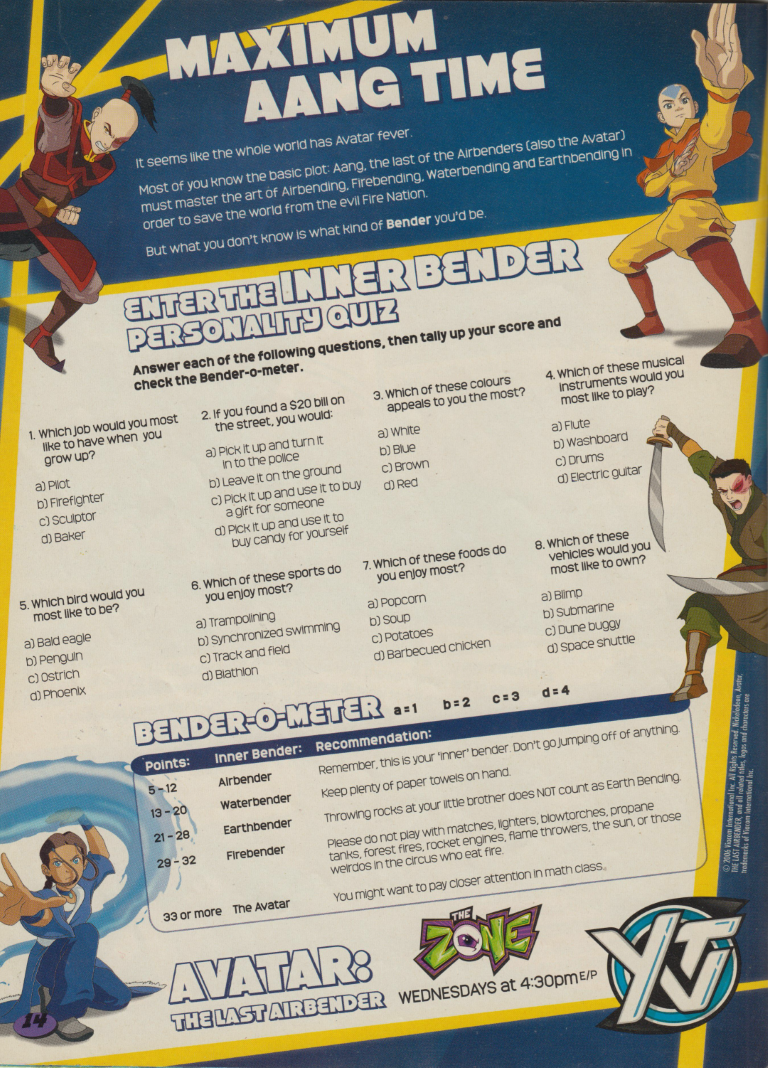 MAXIMUM
AANG TIME
It seems like the whole world has Avatar fever.
Most of you know the basic plot: Aang, the last of the Airbenders (also the Avatar)
must master the art of Airbending, Firebending, Waterbending and Earthbending in
order to save the world from the evil Fire Nation.
But what you don't know is what kind of Bender you'd be.
ENTER THE INNER BENDER
PERSONALITY QUIZ
Answer each of the following questions, then tally up your score and
check the Bender-o-meter.
1. Which job would you most
like to have when you
grow up?
a) Pilot
b) Firefighter
c) Sculptor
d) Baker
2. If you found a $20 bill on
the street, you would:
a) Pick it up and turn it
in to the police
b) Leave it on the ground
c) Pick it up and use it to buy
a gift for someone
d) Pick it up and use it to
buy candy for yourself
3. Which of these colours
appeals to you the most?
a) White
b) Blue
c) Brown
d) Red
4. Which of these musical
instruments would you
most like to play?
a) Flute
b) Washboard
c) Drums
d) Electric guitar
5. Which bird would you
most like to be?
a) Bald eagle
b) Penguin
c) Ostrich
d) Phoenix
6. Which of these sports do
you enjoy most?
a) Trampolining
b) Synchronized swimming
c) Track and field
d) Biathlon
7. Which of these foods do
you enjoy most?
a) Popcorn
b) Soup
c) Potatoes
d) Barbecued chicken
8. Which of these
vehicles would you
most like to own?
a) Blimp
b) Submarine
c) Dune buggy
d) Space shuttle
BENDER-O-METER a=1 b=2 c=3 d=4
Points: Inner Bender: Recommendation:
5-12 Airbender Remember, this is your 'inner' bender. Don't go jumping off of anything.
13-20 Waterbender Keep plenty of paper towels on hand.
21-28 Earthbender Throwing rocks at your little brother does NOT count as Earth Bending.
29-32 Firebender Please do not play with matches, lighters, blowtorches, propane
tanks, forest fires, rocket engines, flame throwers, the sun, or those
weirdos in the circus who eat fire.
33 or more The Avatar You might want to pay closer attention in math class.
© 2006 Viacom International Inc. All Rights Reserved. Nickelodeon, Avatar,
THE LAST AIRBENDER, and all related titles, logos and characters are
trademarks of Viacom International Inc.
AVATAR:
THE LAST AIRBENDER
THE
ZONE
WEDNESDAYS at 4:30pm E/P
YTV
14